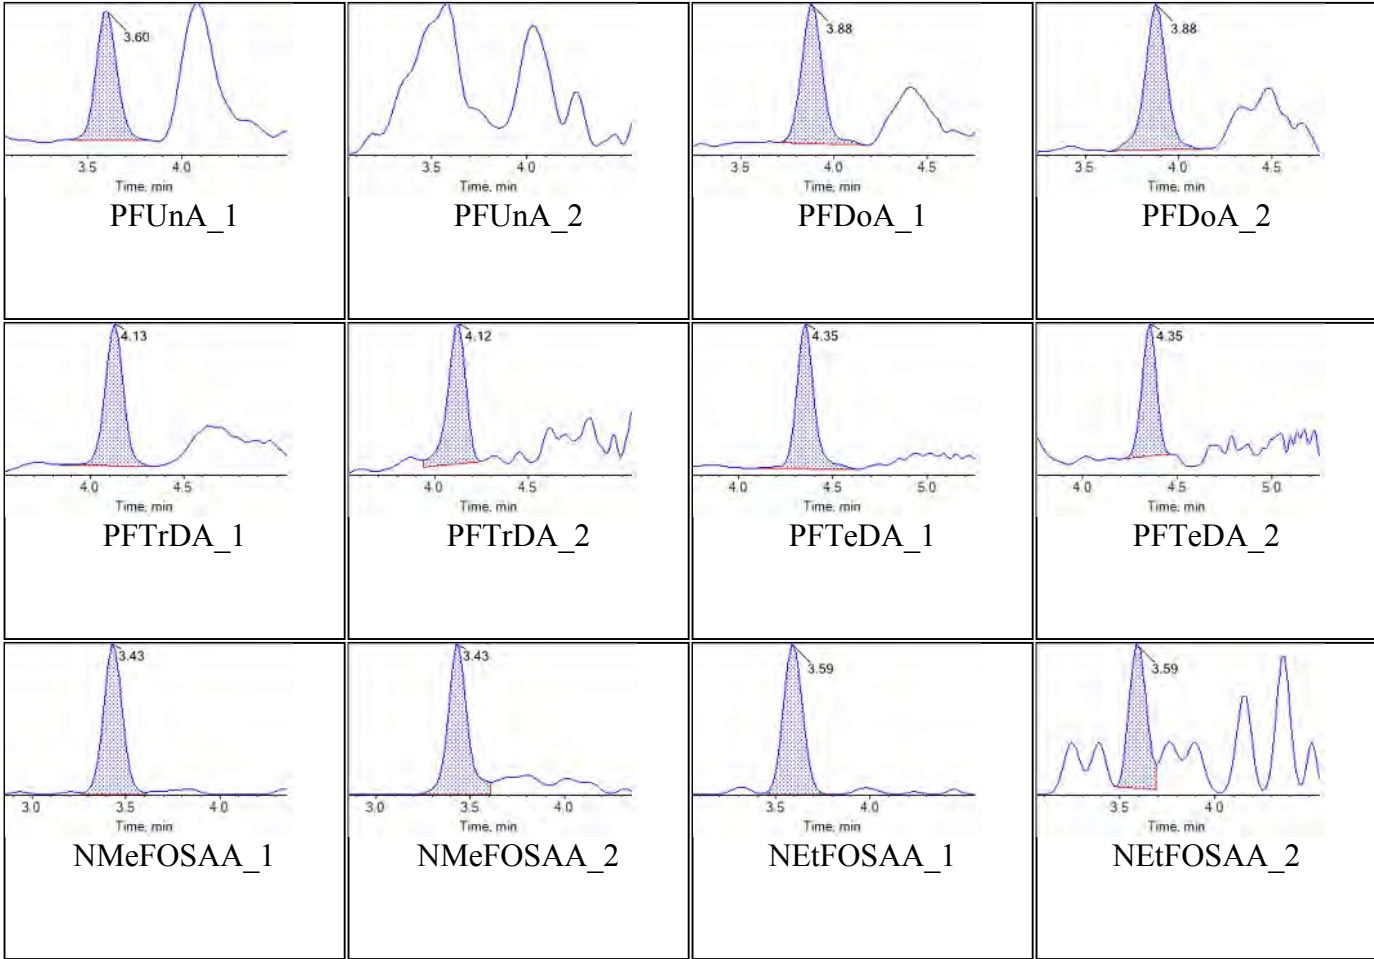 3.60
3.5 4.0
Time, min
PFUnA_1
3.5 4.0
Time, min
PFUnA_2
3.88
3.5 4.0 4.5
Time, min
PFDoA_1
3.88
3.5 4.0 4.5
Time, min
PFDoA_2
4.13
4.0 4.5
Time, min
PFTrDA_1
4.12
4.0 4.5
Time, min
PFTrDA_2
4.35
4.0 4.5 5.0
Time, min
PFTeDA_1
4.35
4.0 4.5 5.0
Time, min
PFTeDA_2
3.43
3.0 3.5 4.0
Time, min
NMeFOSAA_1
3.43
3.0 3.5 4.0
Time, min
NMeFOSAA_2
3.59
3.5 4.0
Time, min
NEtFOSAA_1
3.59
3.5 4.0
Time, min
NEtFOSAA_2